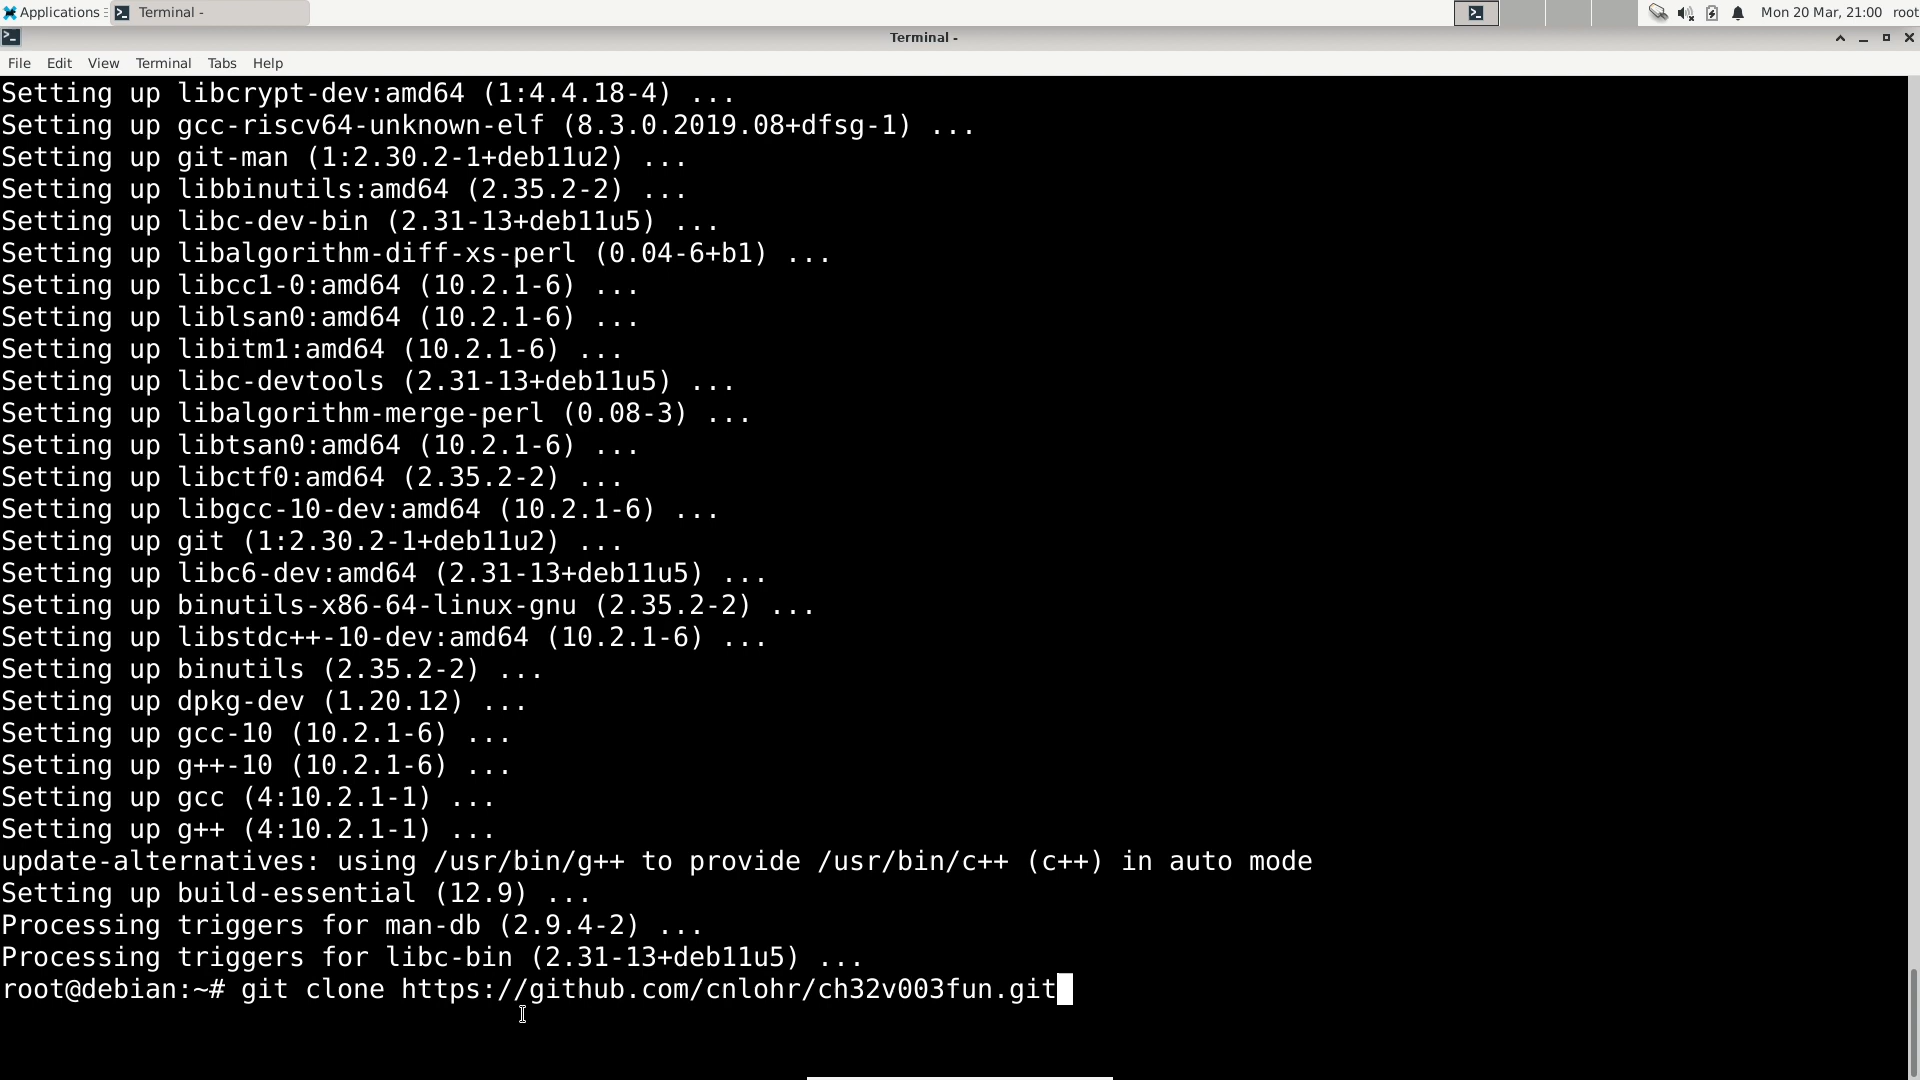 Applications Terminal - Mon 20 Mar, 21:00 root
Terminal -
File Edit View Terminal Tabs Help
Setting up libcrypt-dev:amd64 (1:4.4.18-4) ...
Setting up gcc-riscv64-unknown-elf (8.3.0.2019.08+dfsg-1) ...
Setting up git-man (1:2.30.2-1+deb11u2) ...
Setting up libbinutils:amd64 (2.35.2-2) ...
Setting up libc-dev-bin (2.31-13+deb11u5) ...
Setting up libalgorithm-diff-xs-perl (0.04-6+b1) ...
Setting up libcc1-0:amd64 (10.2.1-6) ...
Setting up liblsan0:amd64 (10.2.1-6) ...
Setting up libitm1:amd64 (10.2.1-6) ...
Setting up libc-devtools (2.31-13+deb11u5) ...
Setting up libalgorithm-merge-perl (0.08-3) ...
Setting up libtsan0:amd64 (10.2.1-6) ...
Setting up libctf0:amd64 (2.35.2-2) ...
Setting up libgcc-10-dev:amd64 (10.2.1-6) ...
Setting up git (1:2.30.2-1+deb11u2) ...
Setting up libc6-dev:amd64 (2.31-13+deb11u5) ...
Setting up binutils-x86-64-linux-gnu (2.35.2-2) ...
Setting up libstdc++-10-dev:amd64 (10.2.1-6) ...
Setting up binutils (2.35.2-2) ...
Setting up dpkg-dev (1.20.12) ...
Setting up gcc-10 (10.2.1-6) ...
Setting up g++-10 (10.2.1-6) ...
Setting up gcc (4:10.2.1-1) ...
Setting up g++ (4:10.2.1-1) ...
update-alternatives: using /usr/bin/g++ to provide /usr/bin/c++ (c++) in auto mode
Setting up build-essential (12.9) ...
Processing triggers for man-db (2.9.4-2) ...
Processing triggers for libc-bin (2.31-13+deb11u5) ...
root@debian:~# git clone https://github.com/cnlohr/ch32v003fun.git